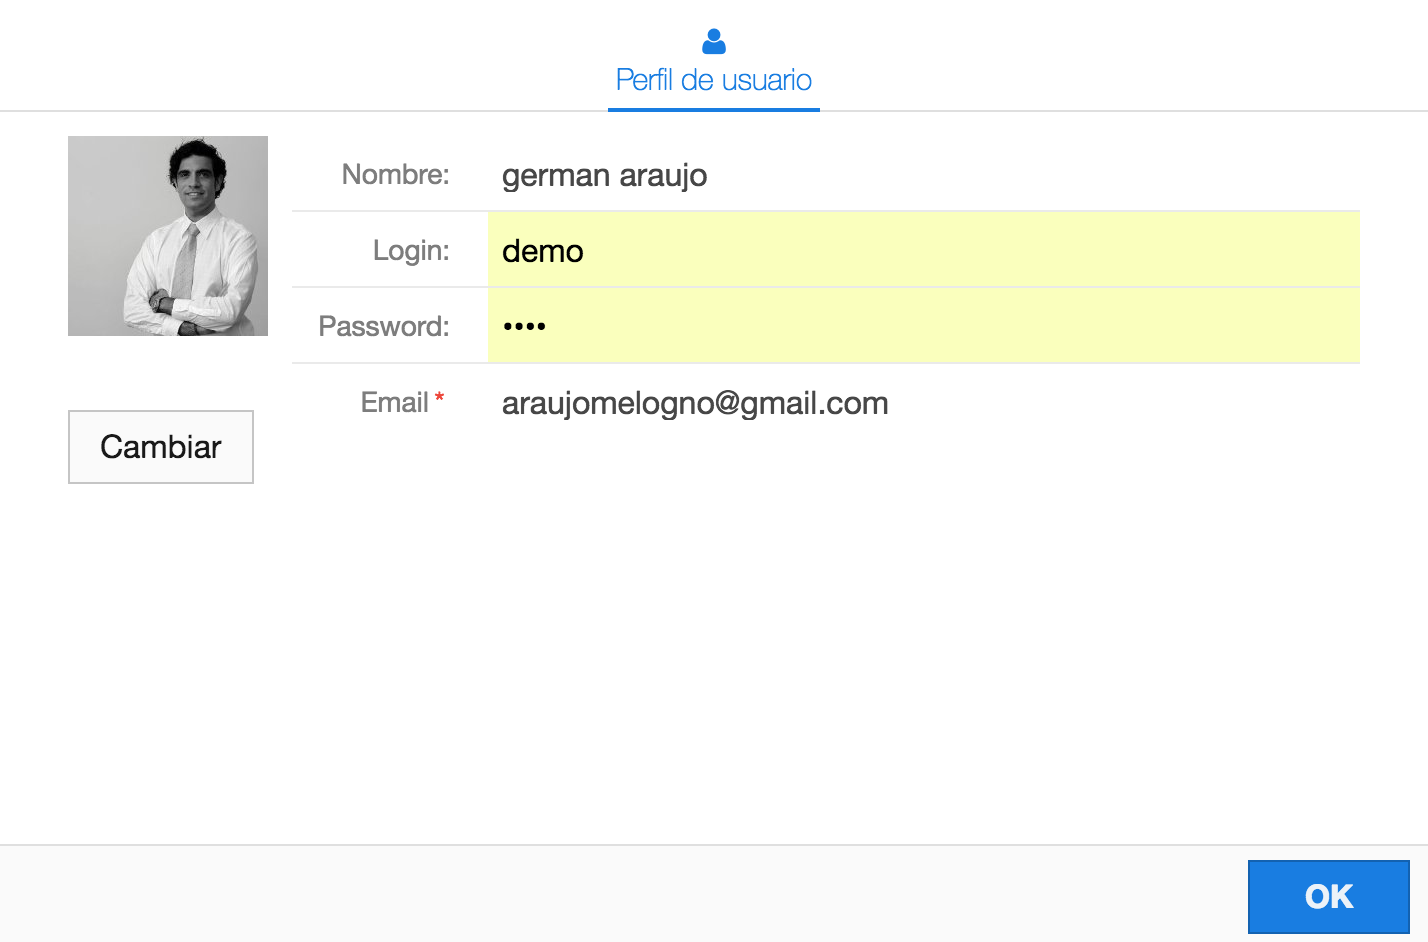 Perfil de usuario
Nombre: german araujo
Login: demo
Password: ••••
Email * araujomelogno@gmail.com
Cambiar
OK